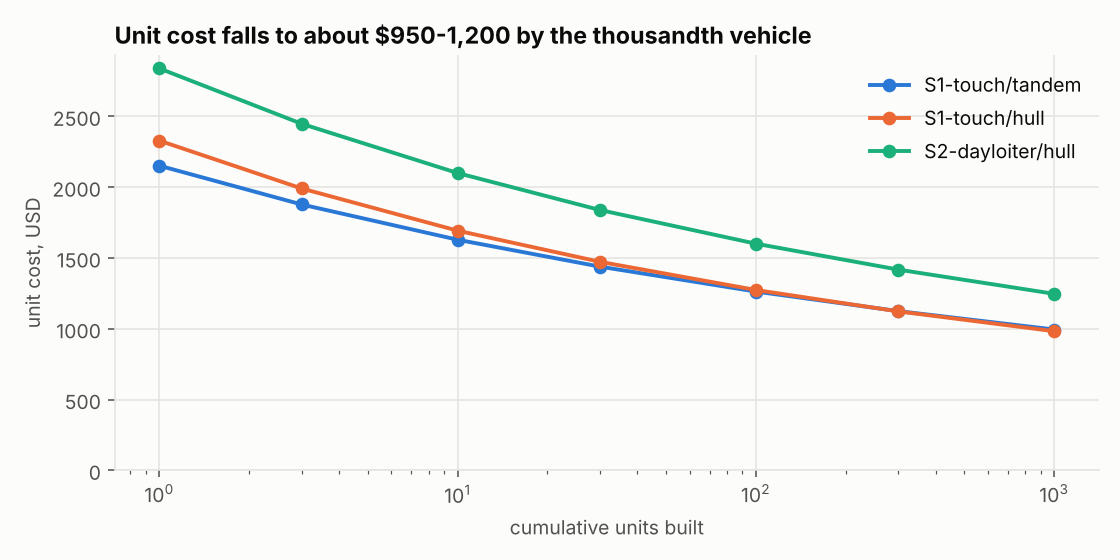 Unit cost falls to about $950-1,200 by the thousandth vehicle
S1-touch/tandem
S1-touch/hull
S2-dayloiter/hull
unit cost, USD
2500
2000
1500
1000
500
0
10⁰ 10¹ 10² 10³
cumulative units built